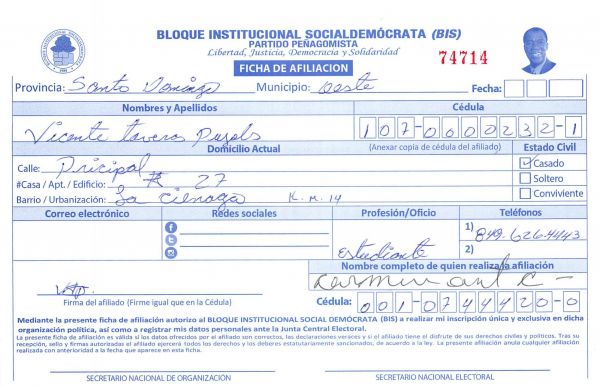 BLOQUE INSTITUCIONAL SOCIALDEMÓCRATA (BIS)
PARTIDO PEÑAGOMISTA
Libertad, Justicia, Democracia y Solidaridad
74714
FICHA DE AFILIACION
Provincia: Santo Domingo Municipio: oeste Fecha:
Nombres y Apellidos Cédula
Vicente Tavera Pujols 107-0000232-1
Domicilio Actual (Anexar copia de cédula del afiliado) Estado Civil
Calle: Pricipal Casado
#Casa / Apt. / Edificio: # 27 Soltero
Barrio / Urbanización: La cienaga K.m. 14 Conviviente
Correo electrónico Redes sociales Profesión/Oficio Teléfonos
1) 849-626-4443
estudiante 2)
Nombre completo de quien realiza la afiliación
Firma del afiliado (Firme igual que en la Cédula) Cédula: 001-0744420-0
Mediante la presente ficha de afiliación autorizo al BLOQUE INSTITUCIONAL SOCIAL DEMÓCRATA (BIS) a realizar mi inscripción única y exclusiva en dicha
organización política, así como a registrar mis datos personales ante la Junta Central Electoral.
La presente ficha de afiliación es válida si los datos ofrecidos por el afiliado son correctos, las declaraciones veraces y si el afiliado tiene el disfrute de sus derechos civiles y políticos. Tras su
recepción, sello y firmas autorizadas el afiliado ejercerá todos los derechos y los deberes estatutariamente sancionados, de acuerdo a la ley. La presente afiliación anula cualquier afiliación
realizada con anterioridad a la fecha que aparece en esta ficha.
SECRETARIO NACIONAL DE ORGANIZACIÓN SECRETARIO NACIONAL ELECTORAL